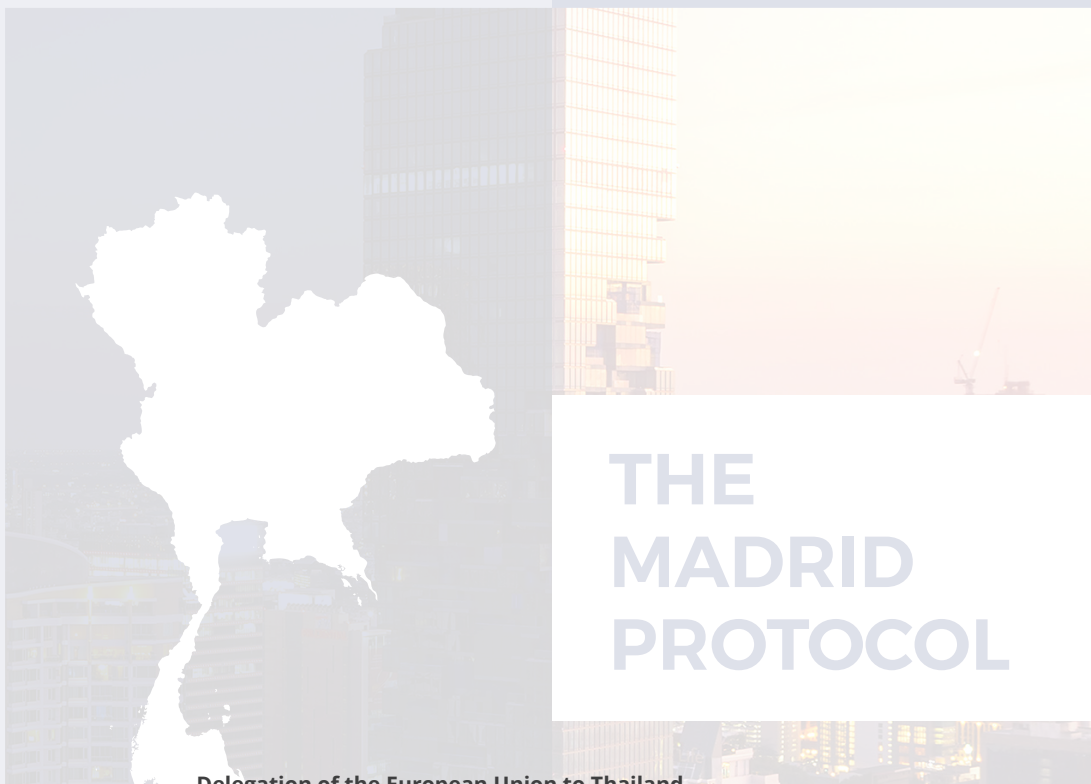 THE
MADRID
PROTOCOL
Delegation of the European Union to Thailand